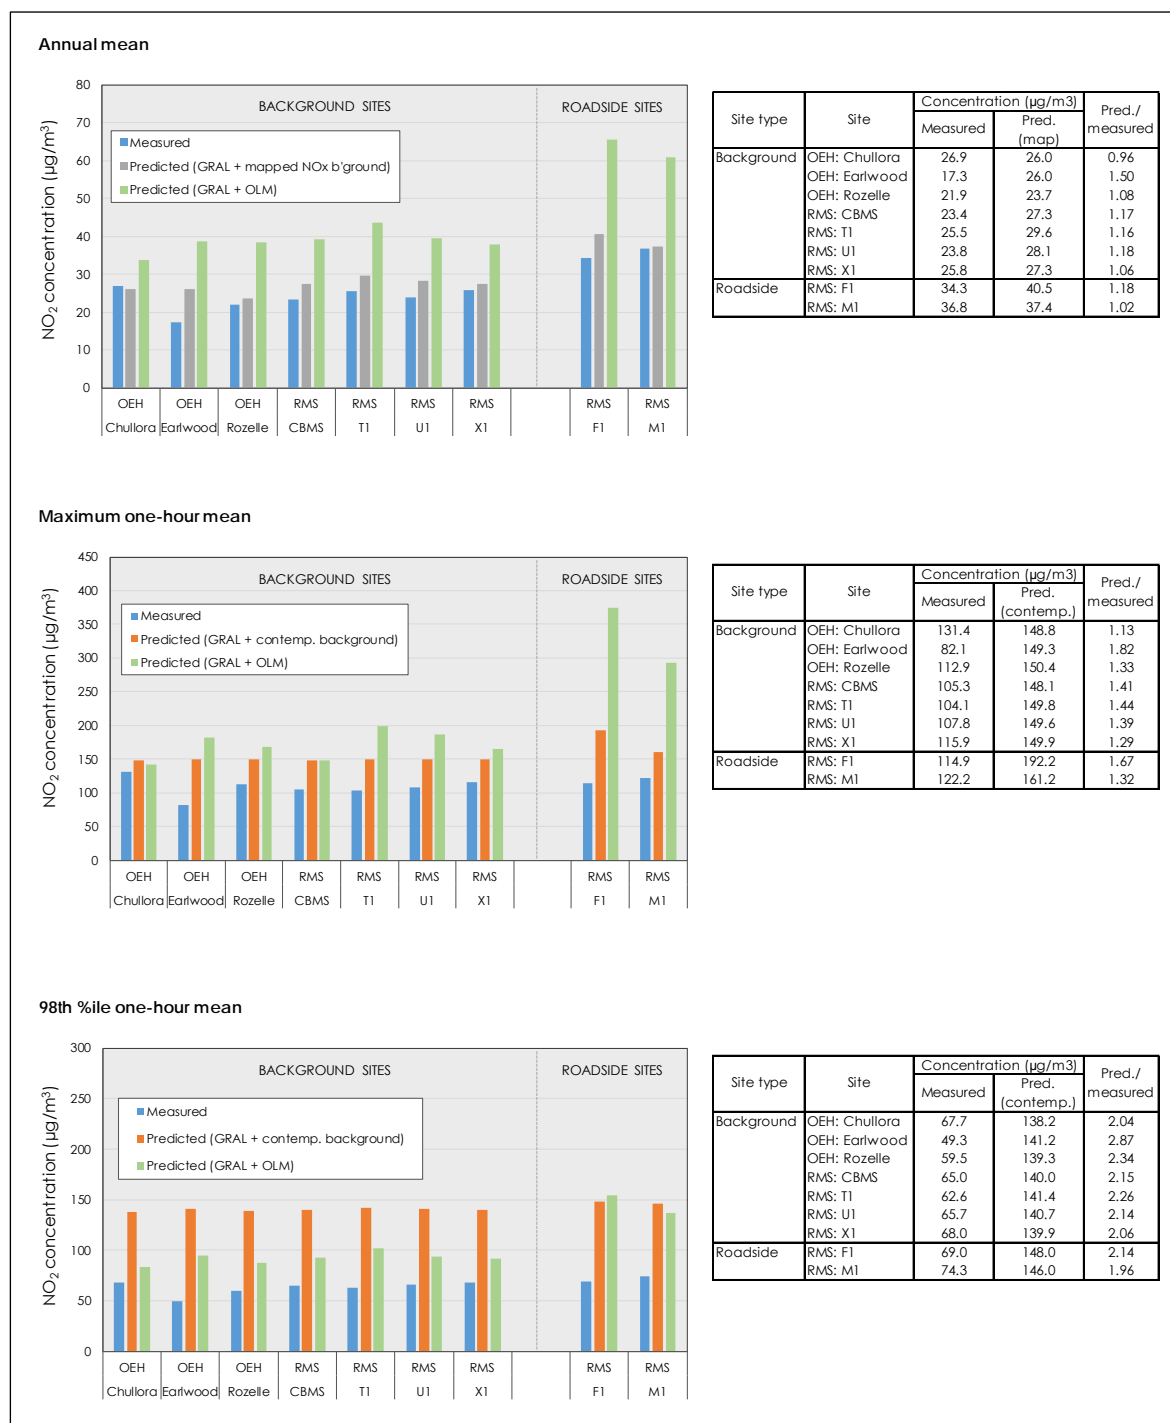 Annual mean
NO2 concentration (µg/m³)
80
70
60
50
40
30
20
10
0
BACKGROUND SITES
ROADSIDE SITES
Measured
Predicted (GRAL + mapped NOx b'ground)
Predicted (GRAL + OLM)
OEH OEH OEH RMS RMS RMS RMS RMS RMS
Chullora Earlwood Rozelle CBMS T1 U1 X1 F1 M1
Site type Site Concentration (µg/m3) Pred./ measured
Measured Pred. (map)
Background OEH: Chullora 26.9 26.0 0.96
OEH: Earlwood 17.3 26.0 1.50
OEH: Rozelle 21.9 23.7 1.08
RMS: CBMS 23.4 27.3 1.17
RMS: T1 25.5 29.6 1.16
RMS: U1 23.8 28.1 1.18
RMS: X1 25.8 27.3 1.06
Roadside RMS: F1 34.3 40.5 1.18
RMS: M1 36.8 37.4 1.02
Maximum one-hour mean
NO2 concentration (µg/m³)
450
400
350
300
250
200
150
100
50
0
BACKGROUND SITES
ROADSIDE SITES
Measured
Predicted (GRAL + contemp. background)
Predicted (GRAL + OLM)
OEH OEH OEH RMS RMS RMS RMS RMS RMS
Chullora Earlwood Rozelle CBMS T1 U1 X1 F1 M1
Site type Site Concentration (µg/m3) Pred./ measured
Measured Pred. (contemp.)
Background OEH: Chullora 131.4 148.8 1.13
OEH: Earlwood 82.1 149.3 1.82
OEH: Rozelle 112.9 150.4 1.33
RMS: CBMS 105.3 148.1 1.41
RMS: T1 104.1 149.8 1.44
RMS: U1 107.8 149.6 1.39
RMS: X1 115.9 149.9 1.29
Roadside RMS: F1 114.9 192.2 1.67
RMS: M1 122.2 161.2 1.32
98th %ile one-hour mean
NO2 concentration (µg/m³)
300
250
200
150
100
50
0
BACKGROUND SITES
ROADSIDE SITES
Measured
Predicted (GRAL + contemp. background)
Predicted (GRAL + OLM)
OEH OEH OEH RMS RMS RMS RMS RMS RMS
Chullora Earlwood Rozelle CBMS T1 U1 X1 F1 M1
Site type Site Concentration (µg/m3) Pred./ measured
Measured Pred. (contemp.)
Background OEH: Chullora 67.7 138.2 2.04
OEH: Earlwood 49.3 141.2 2.87
OEH: Rozelle 59.5 139.3 2.34
RMS: CBMS 65.0 140.0 2.15
RMS: T1 62.6 141.4 2.26
RMS: U1 65.7 140.7 2.14
RMS: X1 68.0 139.9 2.06
Roadside RMS: F1 69.0 148.0 2.14
RMS: M1 74.3 146.0 1.96